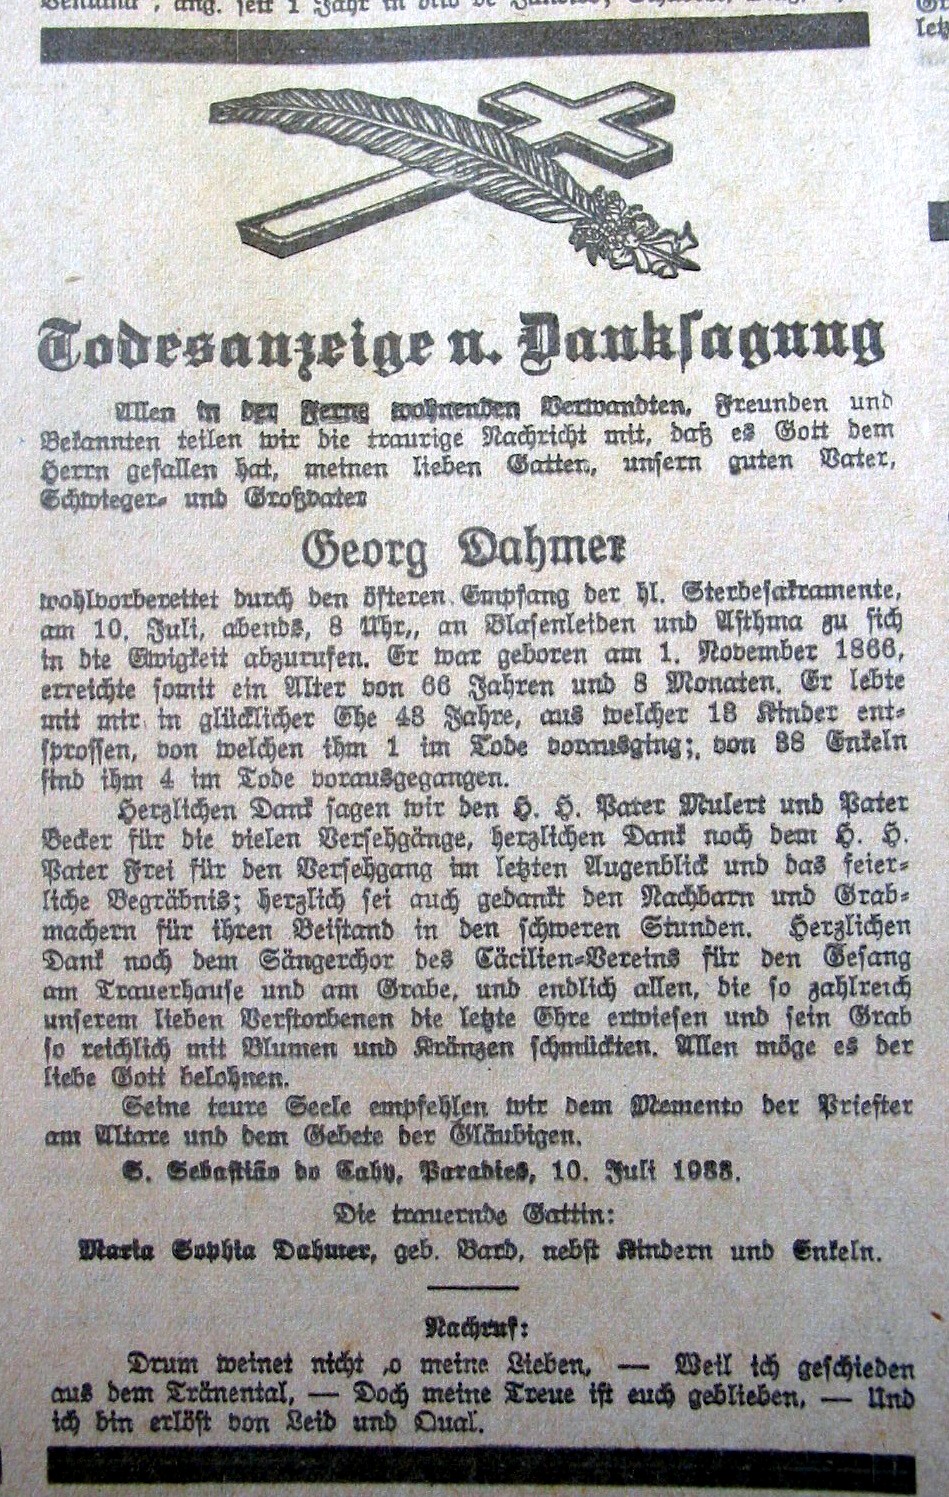 Todesanzeige u. Danksagung
Allen in der Ferne wohnenden Verwandten, Freunden und
Bekannten teilen wir die traurige Nachricht mit, daß es Gott dem
Herrn gefallen hat, meinen lieben Gatten, unsern guten Vater,
Schwieger- und Großvater
Georg Dahmer
wohlvorbereitet durch den öfteren Empfang der hl. Sterbesakramente,
am 10. Juli, abends, 8 Uhr,, an Blasenleiden und Asthma zu sich
in die Ewigkeit abzurufen. Er war geboren am 1. November 1866,
erreichte somit ein Alter von 66 Jahren und 8 Monaten. Er lebte
mit mir in glücklicher Ehe 43 Jahre, aus welcher 13 Kinder ent-
sprossen, von welchen ihm 1 im Tode vorausging; von 38 Enkeln
sind ihm 4 im Tode vorausgegangen.
Herzlichen Dank sagen wir den H. H. Pater Mulert und Pater
Becker für die vielen Versehgänge, herzlichen Dank noch dem H. H.
Pater Frei für den Versehgang im letzten Augenblick und das feier-
liche Begräbnis; herzlich sei auch gedankt den Nachbarn und Grab-
machern für ihren Beistand in den schweren Stunden. Herzlichen
Dank noch dem Sängerchor des Cäcilien-Vereins für den Gesang
am Trauerhause und am Grabe, und endlich allen, die so zahlreich
unserem lieben Verstorbenen die letzte Ehre erwiesen und sein Grab
so reichlich mit Blumen und Kränzen schmückten. Allen möge es der
liebe Gott belohnen.
Seine teure Seele empfehlen wir dem Memento der Priester
am Altare und dem Gebete der Gläubigen.
S. Sebastião do Cahy, Paradies, 10. Juli 1933.
Die trauernde Gattin:
Maria Sophia Dahmer, geb. Barb, nebst Kindern und Enkeln.
Nachruf:
Drum weinet nicht ,o meine Lieben, — Weil ich geschieden
aus dem Tränental, — Doch meine Treue ist euch geblieben, — Und
ich bin erlöst von Leid und Qual.